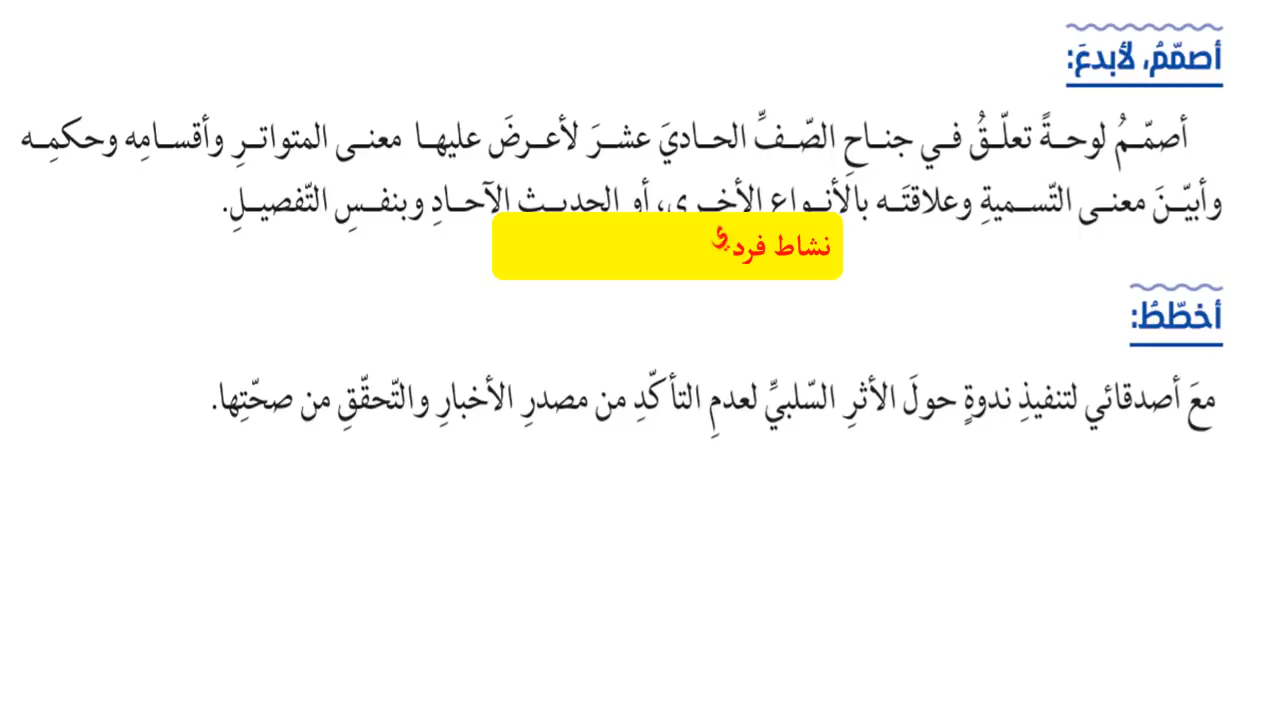 أصمّمُ، لأبدعَ:
أصمّـمُ لوحـةً تعلّـقُ فـي جنـاحِ الصّـفِّ الحـاديَ عشـرَ لأعـرضَ عليهـا معنـى المتواتـرِ وأقسـامِه وحكمِـه
وأبيّـنَ معنـى التّسـميةِ وعلاقتَـه بالأنـواعِ الأخـرى، أو الحديـث الآحـادِ وبنفـسِ التّفصيـلِ.
نشاط فردي
أخطّطُ:
معَ أصدقائي لتنفيذِ ندوةٍ حولَ الأثرِ السّلبيِّ لعدمِ التأكّدِ من مصدرِ الأخبارِ والتّحقّقِ من صحّتِها.